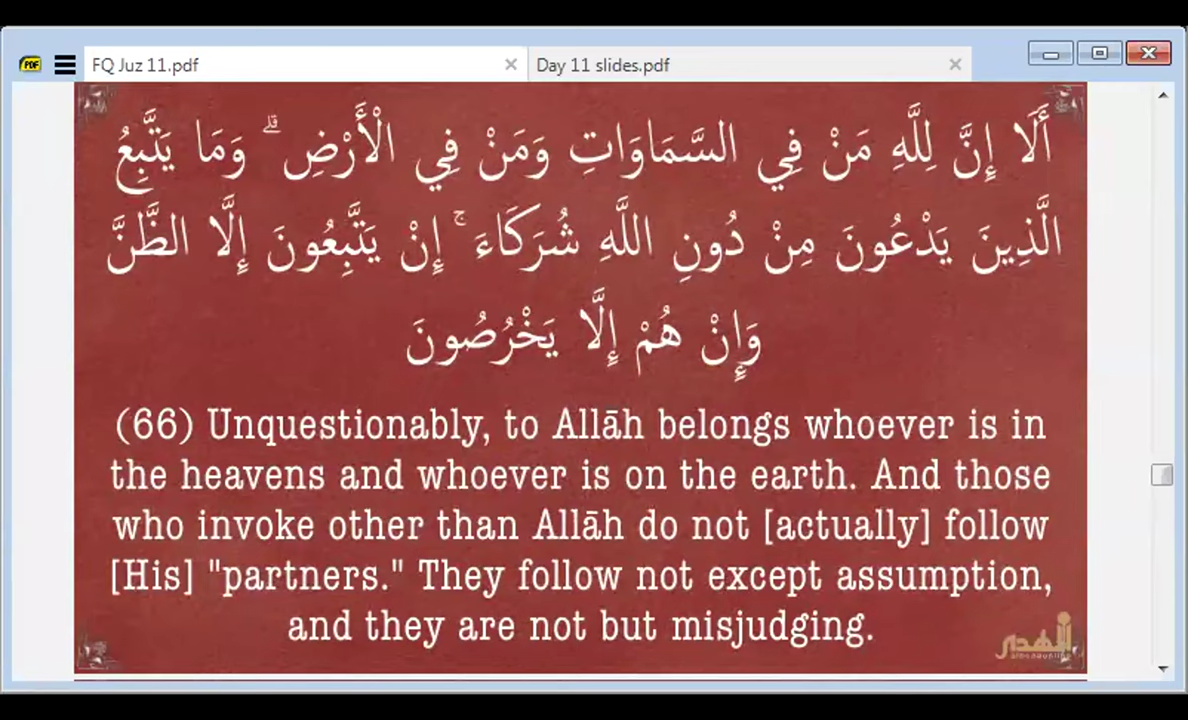 FQ Juz 11.pdf
Day 11 slides.pdf
أَلَا إِنَّ لِلَّهِ مَنْ فِي السَّمَاوَاتِ وَمَنْ فِي الْأَرْضِ ۗ وَمَا يَتَّبِعُ
الَّذِينَ يَدْعُونَ مِنْ دُونِ اللَّهِ شُرَكَاءَ ۚ إِنْ يَتَّبِعُونَ إِلَّا الظَّنَّ
وَإِنْ هُمْ إِلَّا يَخْرُصُونَ
(66) Unquestionably, to Allāh belongs whoever is in
the heavens and whoever is on the earth. And those
who invoke other than Allāh do not [actually] follow
[His] "partners." They follow not except assumption,
and they are not but misjudging.